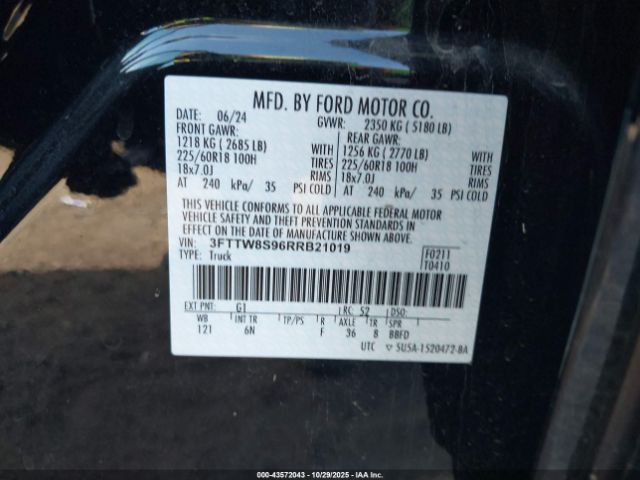 MFD. BY FORD MOTOR CO.
DATE: 06/24 GVWR: 2350 KG ( 5180 LB)
FRONT GAWR: REAR GAWR:
1218 KG ( 2685 LB) WITH 1256 KG ( 2770 LB) WITH
225/60R18 100H TIRES 225/60R18 100H TIRES
18x7.0J RIMS 18x7.0J RIMS
AT 240 kPa/ 35 PSI COLD AT 240 kPa/ 35 PSI COLD
THIS VEHICLE CONFORMS TO ALL APPLICABLE FEDERAL MOTOR
VEHICLE SAFETY AND BUMPER AND THEFT PREVENTION STANDARDS IN
EFFECT ON THE DATE OF MANUFACTURE SHOWN ABOVE.
VIN: 3FTTW8S96RRB21019 F0211
TYPE: Truck T0410
EXT PNT: G1 RC: 52 DSO:
WB INT TR TP/PS R AXLE TR SPR
121 6N F 36 8 BBFD
UTC ▽ SU5A-1520472-BA
000-43572043 - 10/29/2025 - © IAA Inc.